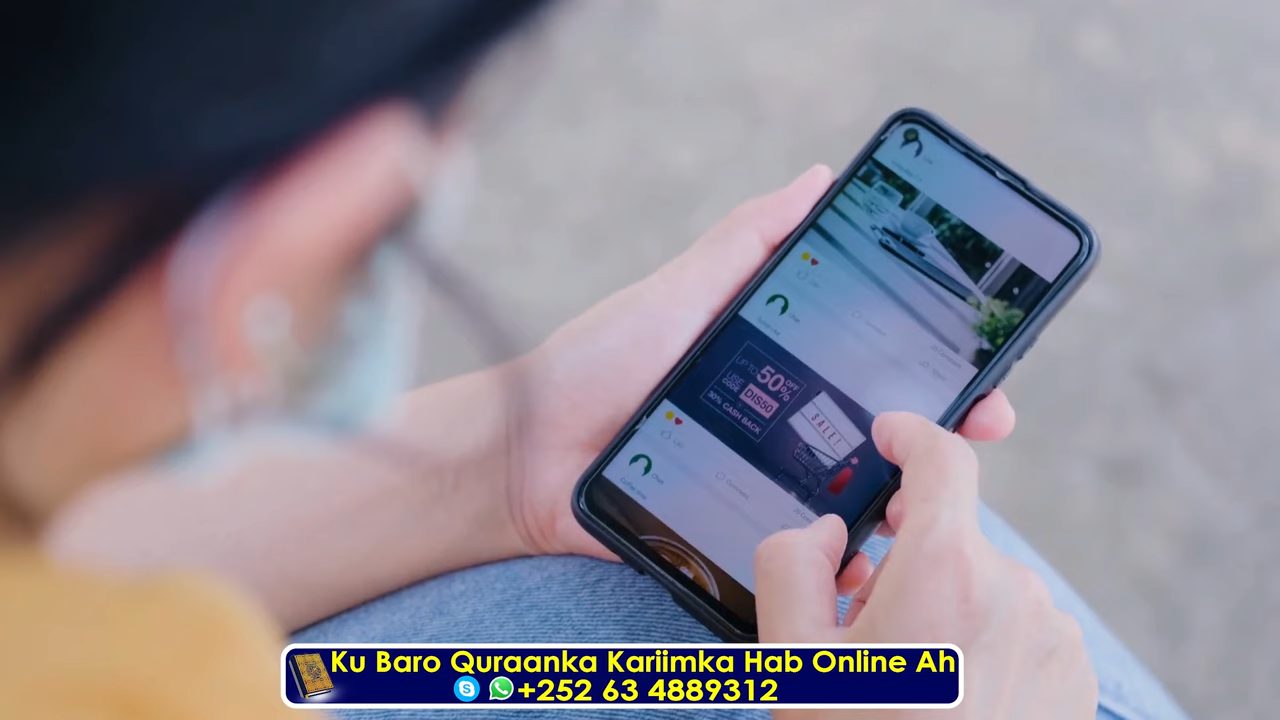 UP TO 50% OFF
USE CODE DIS50
30% CASH BACK
SALE!
Ku Baro Quraanka Kariimka Hab Online Ah
+252 63 4889312